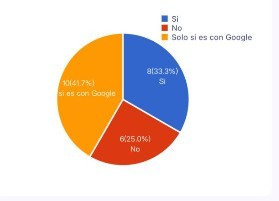 Si
No
Solo si es con Google
8(33.3%)
Si
10(41.7%)
si es con Google
6(25.0%)
No